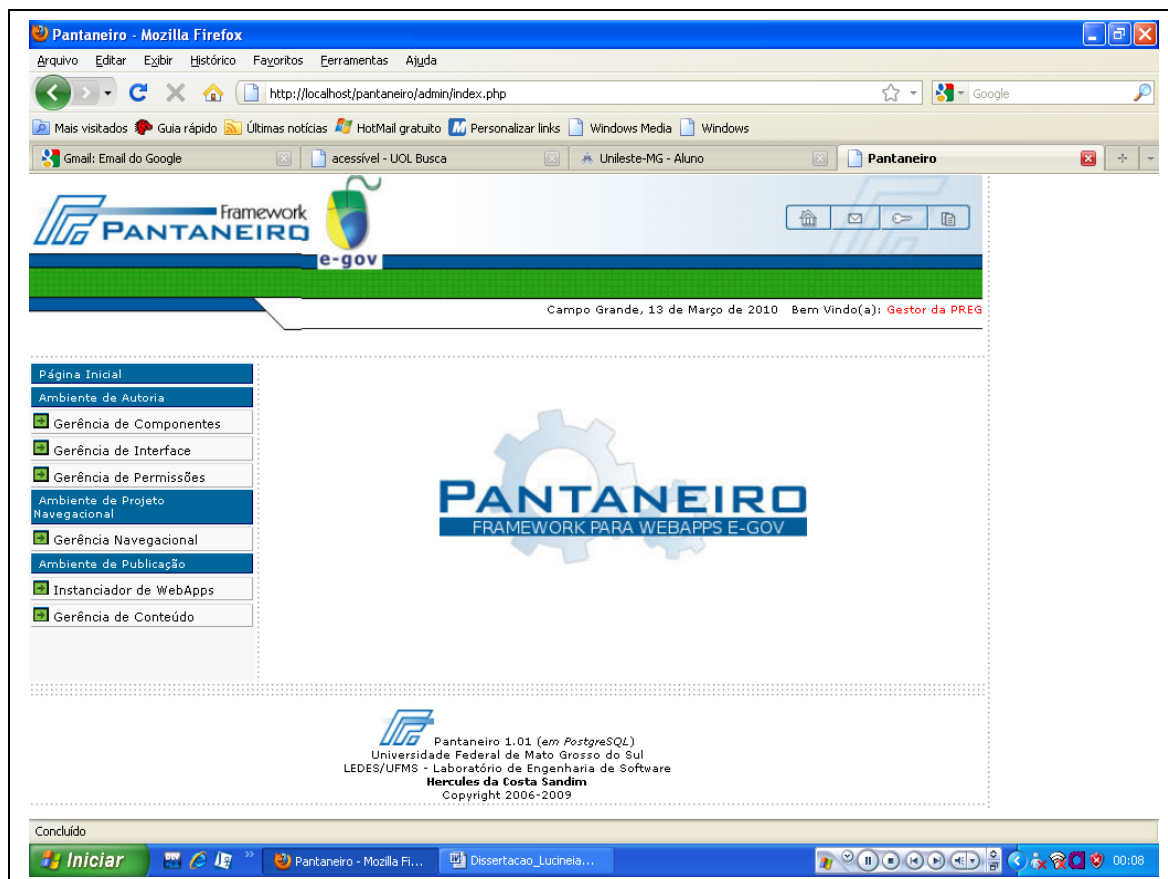 Pantaneiro - Mozilla Firefox
Arquivo Editar Exibir Histórico Favoritos Ferramentas Ajuda
http://localhost/pantaneiro/admin/index.php Google
Mais visitados Guia rápido Últimas notícias HotMail gratuito Personalizar links Windows Media Windows
Gmail: Email do Google acessível - UOL Busca Unileste-MG - Aluno Pantaneiro
Framework
PANTANEIRO
e-gov
Campo Grande, 13 de Março de 2010 Bem Vindo(a): Gestor da PREG
Página Inicial
Ambiente de Autoria
Gerência de Componentes
Gerência de Interface
Gerência de Permissões
Ambiente de Projeto
Navegacional
Gerência Navegacional
Ambiente de Publicação
Instanciador de WebApps
Gerência de Conteúdo
PANTANEIRO
FRAMEWORK PARA WEBAPPS E-GOV
Pantaneiro 1.01 (em PostgreSQL)
Universidade Federal de Mato Grosso do Sul
LEDES/UFMS - Laboratório de Engenharia de Software
Hercules da Costa Sandim
Copyright 2006-2009
Concluído
Iniciar Pantaneiro - Mozilla Fi... Dissertacao_Lucineia... 00:08